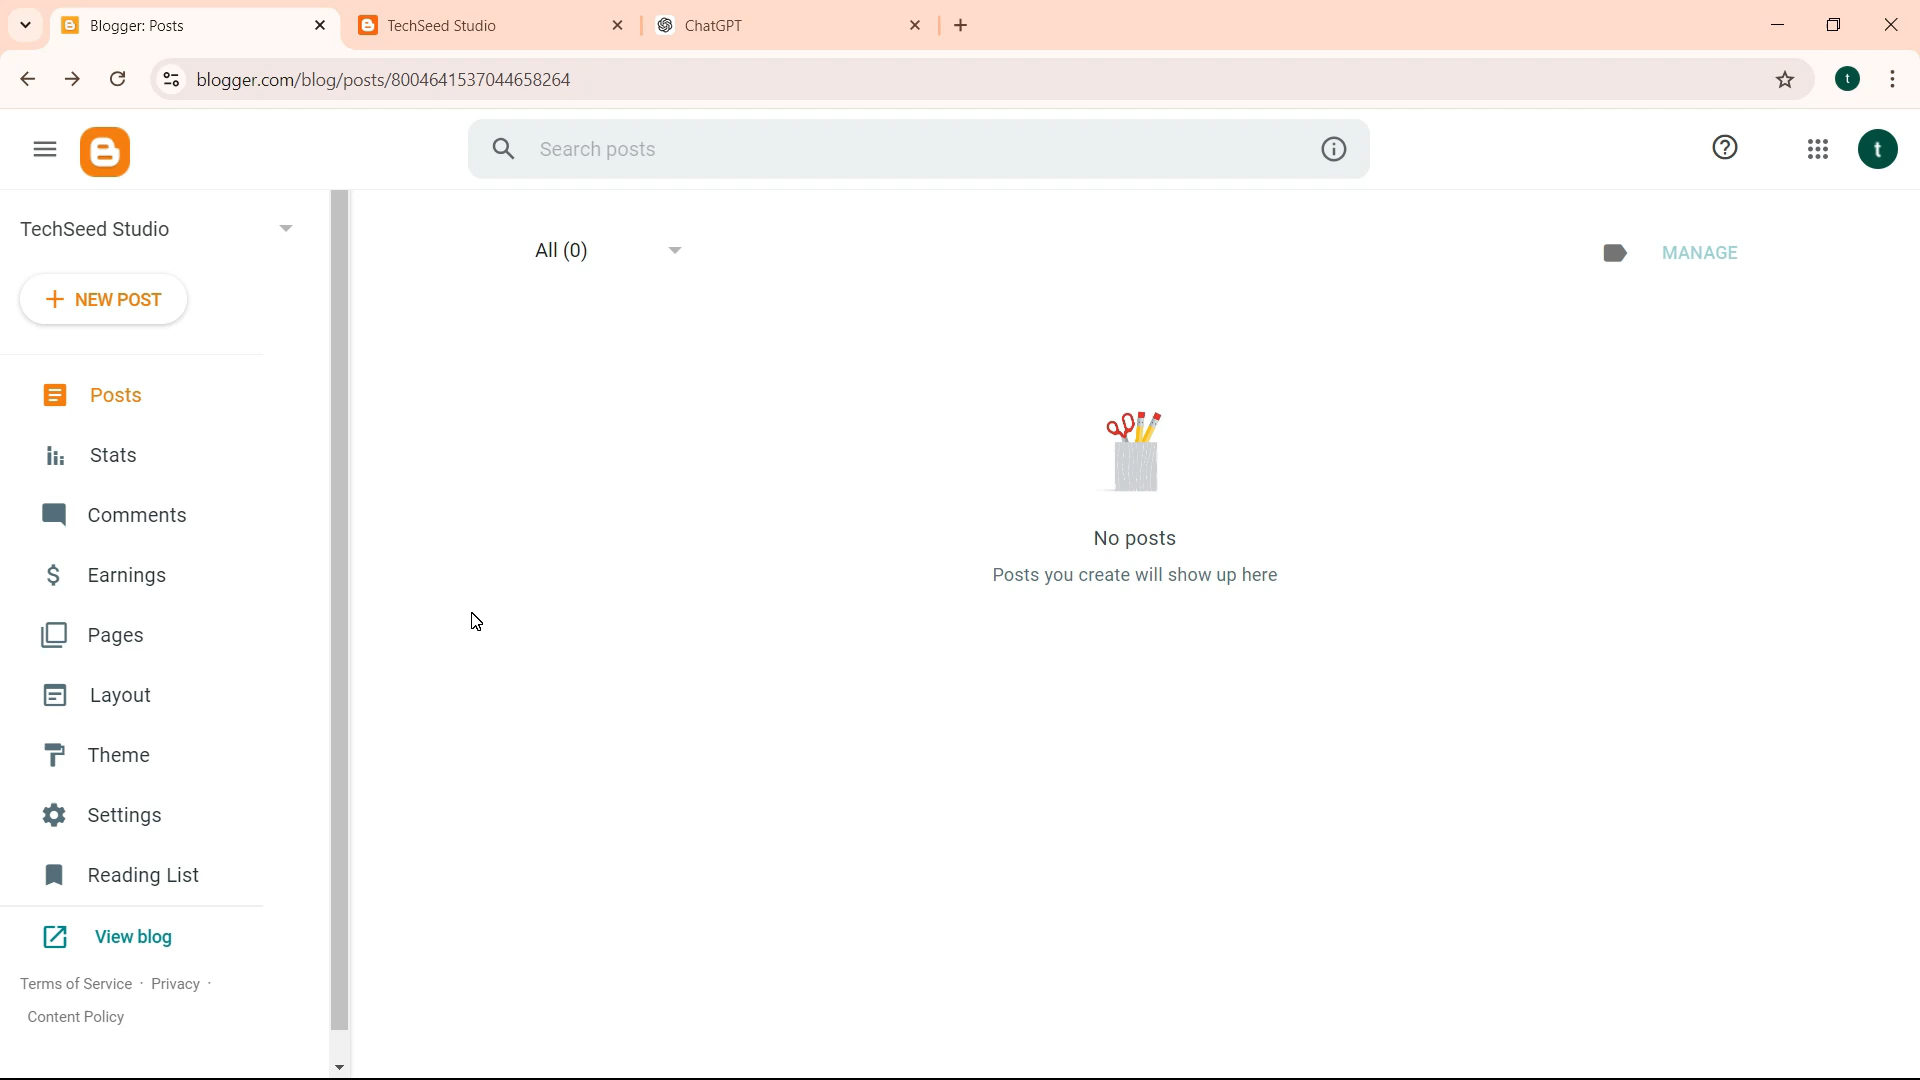 Blogger: Posts
TechSeed Studio
ChatGPT
blogger.com/blog/posts/8004641537044658264
t
Search posts
t
TechSeed Studio
All (0)
MANAGE
NEW POST
Posts
Stats
Comments
Earnings
Pages
Layout
Theme
Settings
Reading List
View blog
Terms of Service · Privacy ·
Content Policy
No posts
Posts you create will show up here